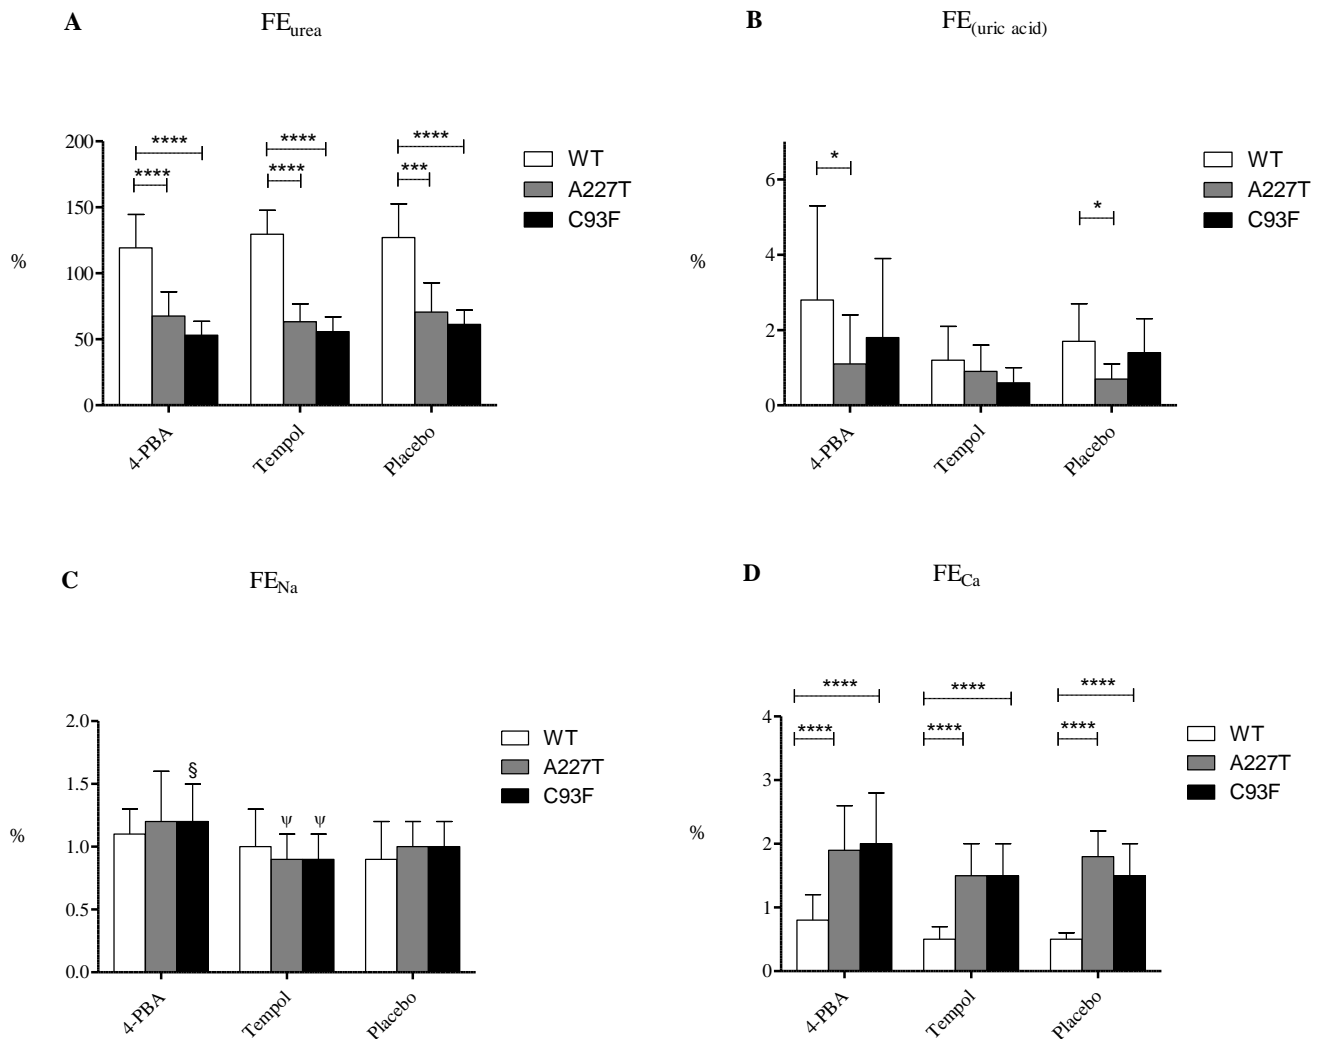 A FEurea
200
150
100
50
0
%
**** **** ****
**** **** ***
4-PBA Tempol Placebo
WT
A227T
C93F
B FE(uric acid)
6
4
2
0
%
* *
4-PBA Tempol Placebo
WT
A227T
C93F
C FENa
2.0
1.5
1.0
0.5
0.0
%
§ ψ ψ
4-PBA Tempol Placebo
WT
A227T
C93F
D FECa
4
3
2
1
0
%
**** **** ****
**** **** ****
4-PBA Tempol Placebo
WT
A227T
C93F